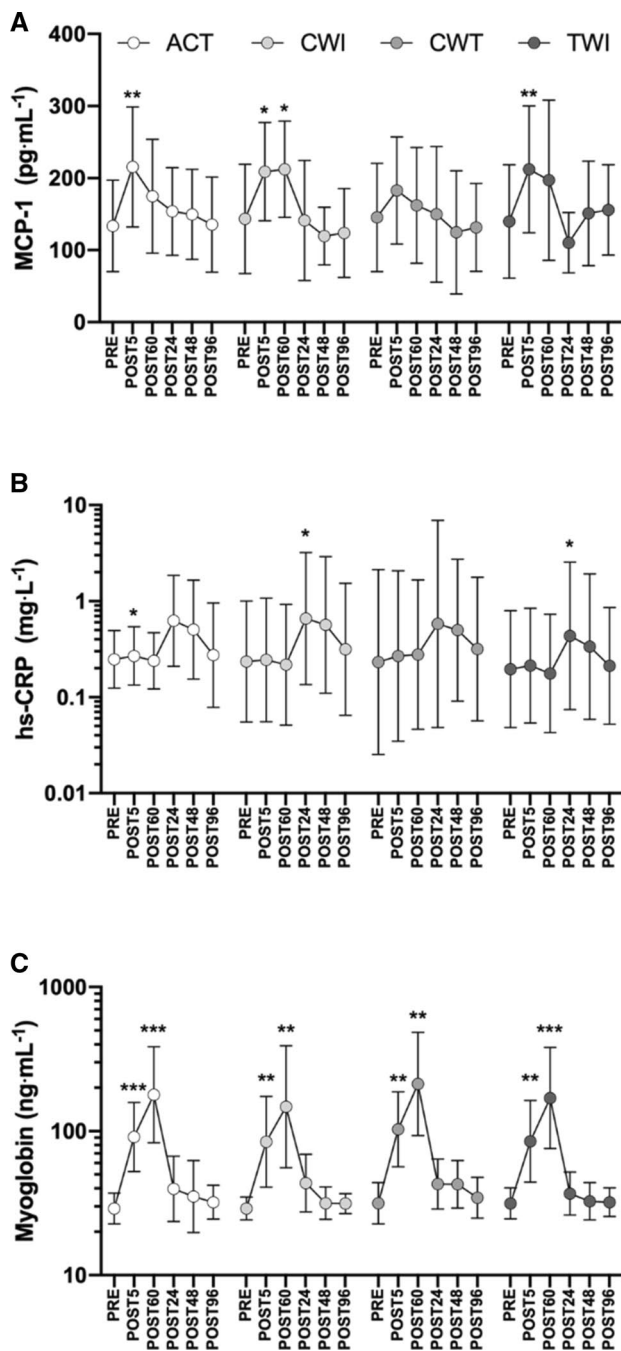 A
ACT CWI CWT TWI
MCP-1 (pg·mL⁻¹)
400
300
200
100
0
** * * **
PRE POST5 POST60 POST24 POST48 POST96 PRE POST5 POST60 POST24 POST48 POST96 PRE POST5 POST60 POST24 POST48 POST96 PRE POST5 POST60 POST24 POST48 POST96
B
hs-CRP (mg·L⁻¹)
10
1
0.1
0.01
* * *
PRE POST5 POST60 POST24 POST48 POST96 PRE POST5 POST60 POST24 POST48 POST96 PRE POST5 POST60 POST24 POST48 POST96 PRE POST5 POST60 POST24 POST48 POST96
C
Myoglobin (ng·mL⁻¹)
1000
100
10
*** ** ** ***
*** ** ** **
PRE POST5 POST60 POST24 POST48 POST96 PRE POST5 POST60 POST24 POST48 POST96 PRE POST5 POST60 POST24 POST48 POST96 PRE POST5 POST60 POST24 POST48 POST96